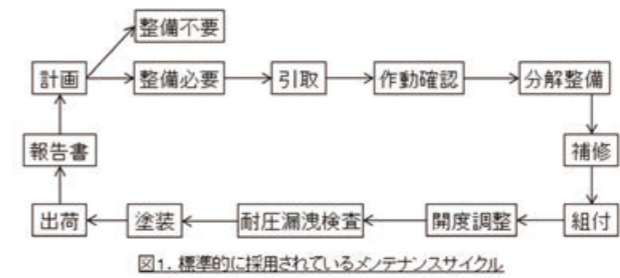 整備不要
計画 整備必要 引取 作動確認 分解整備
報告書 補修
出荷 塗装 耐圧漏洩検査 開度調整 組付
図1. 標準的に採用されているメンテナンスサイクル